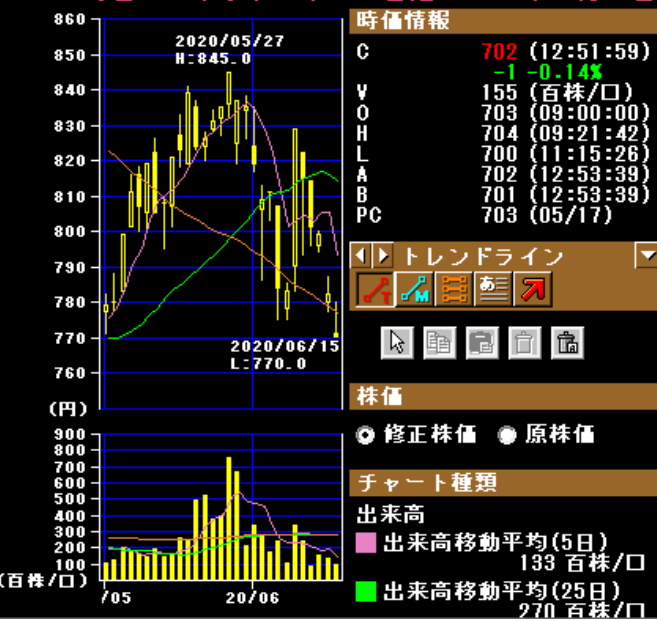 860
850
840
830
820
810
800
790
780
770
760
(円)
2020/05/27
H:845.0
2020/06/15
L:770.0
900
800
700
600
500
400
300
200
100
(百株/口)
/05 20/06
時価情報
C 702 (12:51:59)
-1 -0.14%
V 155 (百株/口)
O 703 (09:00:00)
H 704 (09:21:42)
L 700 (11:15:26)
A 702 (12:53:39)
B 701 (12:53:39)
PC 703 (05/17)
トレンドライン
T M あ
株価
修正株価 原株価
チャート種類
出来高
出来高移動平均(5日)
133 百株/口
出来高移動平均(25日)
270 百株/口